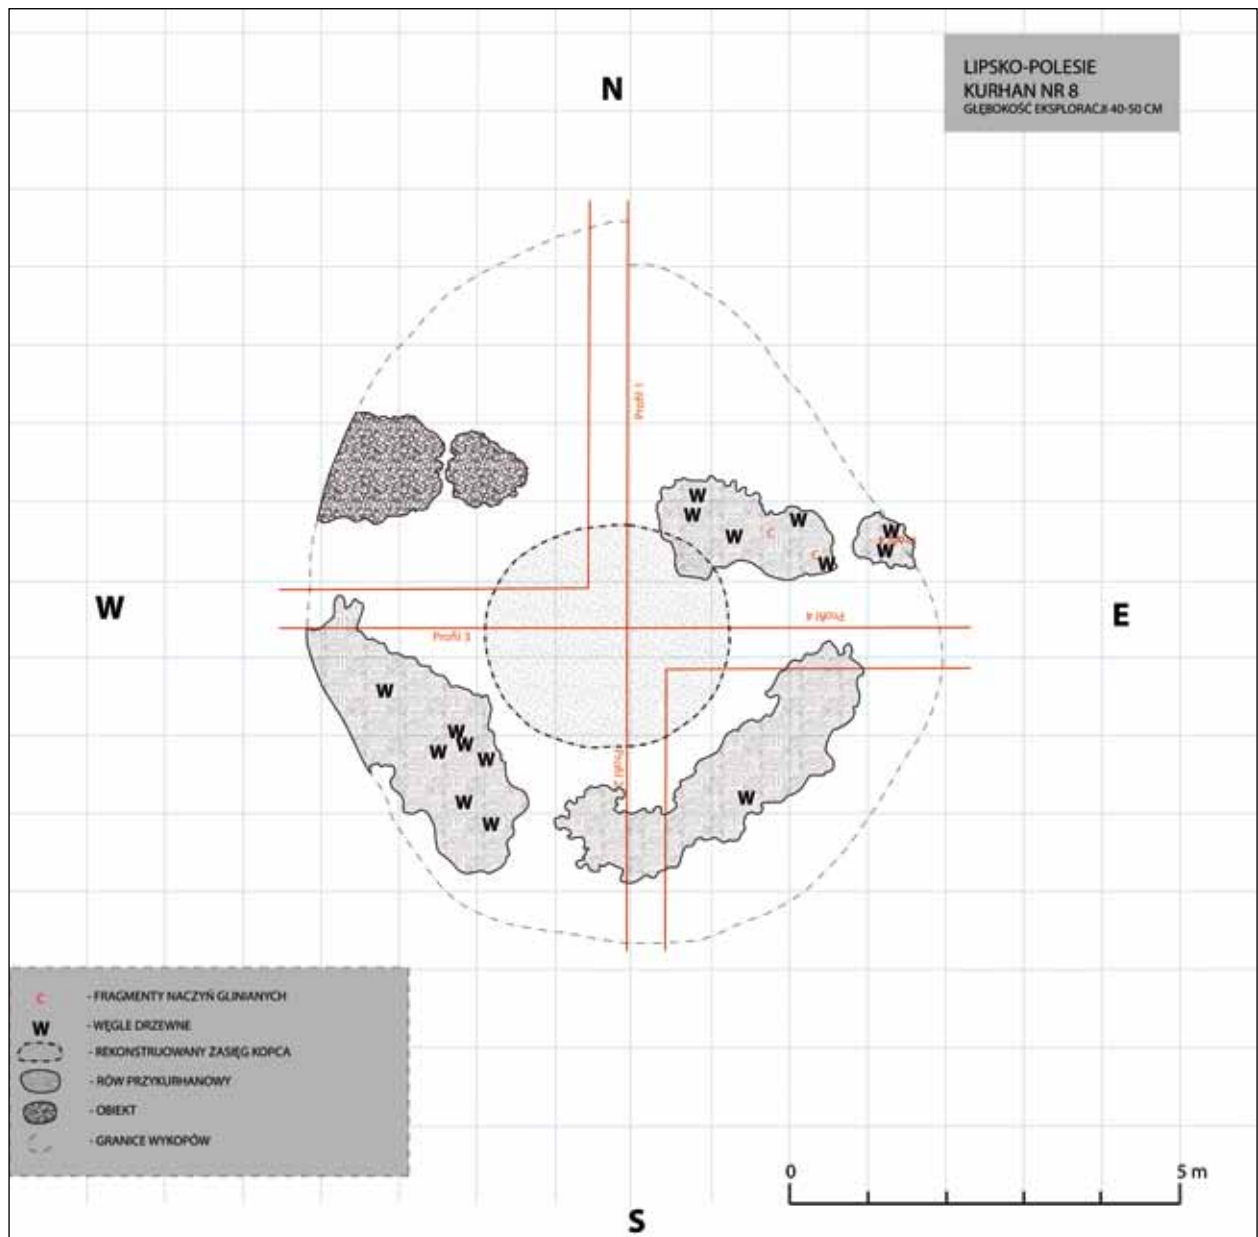 LIPSKO-POLESIE
KURHAN NR 8
GŁĘBOKOŚĆ EKSPLORACJI 40-50 CM
N
Profil 1
W W W W W C C
W W
W
E
Profil 3
Profil 4
W W W W W W W
Profil 2
W
C - FRAGMENTY NACZYŃ GLINIANYCH
W - WĘGLE DRZEWNE
- REKONSTRUOWANY ZASIĘG KOPCA
- RÓW PRZYKURHANOWY
- OBIEKT
- GRANICE WYKOPÓW
0 5 m
S